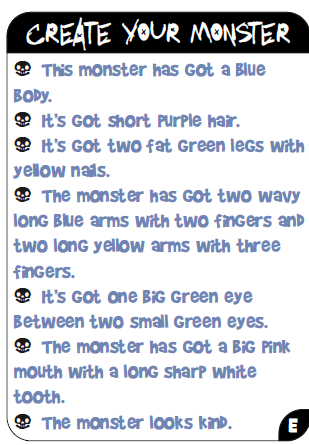 CREATE YOUR MONSTER
This monster has got a blue
body.
It's got short purple hair.
It's got two fat green legs with
yellow nails.
The monster has got two wavy
long blue arms with two fingers and
two long yellow arms with three
fingers.
It's got one big green eye
between two small green eyes.
The monster has got a big pink
mouth with a long sharp white
tooth.
The monster looks kind.
E